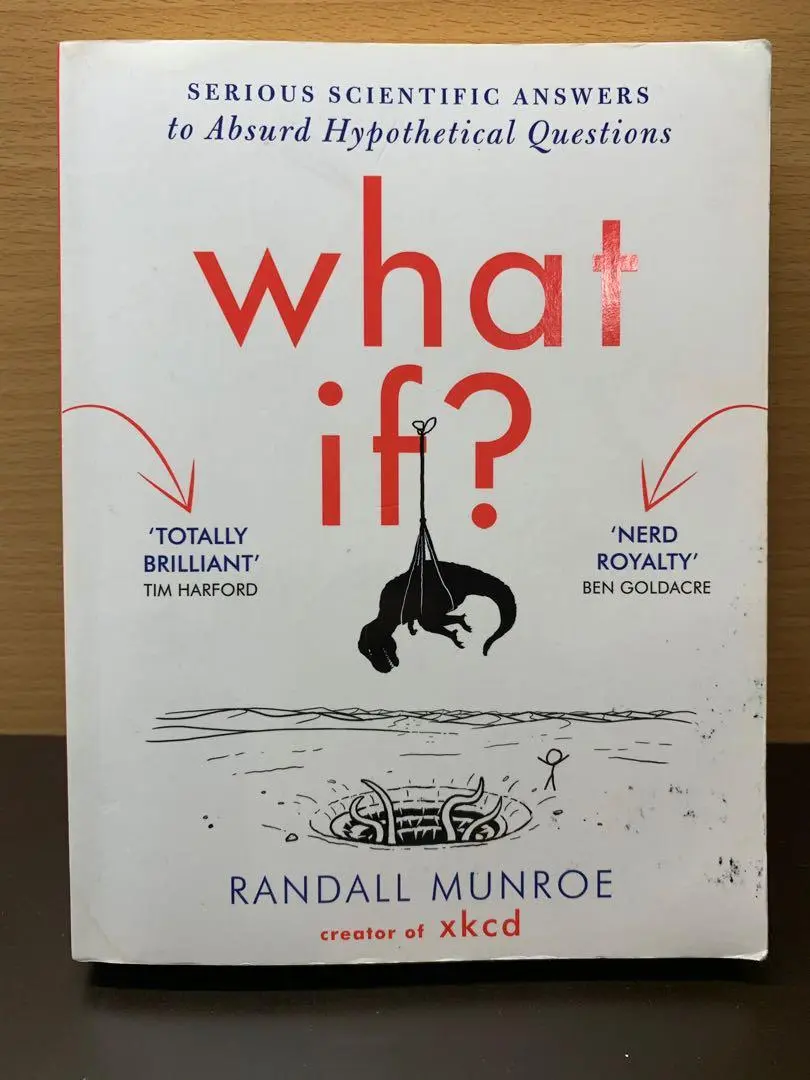 SERIOUS SCIENTIFIC ANSWERS
to Absurd Hypothetical Questions
what
if?
'TOTALLY
BRILLIANT'
TIM HARFORD
'NERD
ROYALTY'
BEN GOLDACRE
RANDALL MUNROE
creator of xkcd